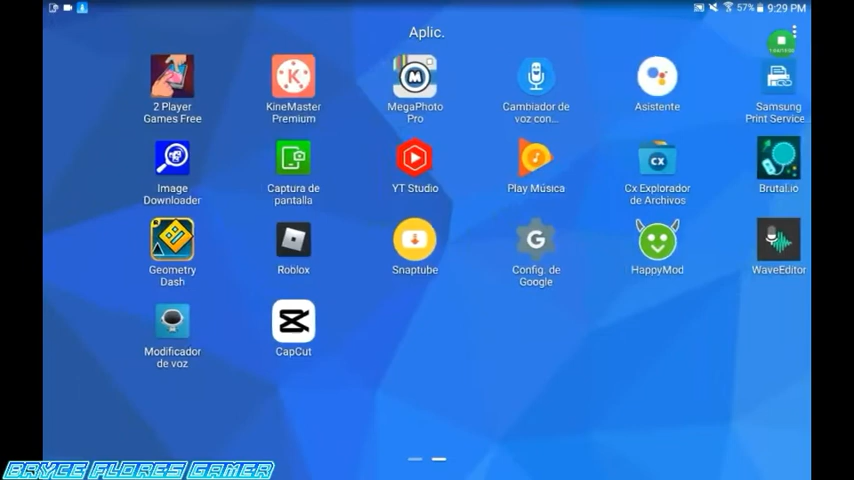 57% 9:29 PM
Aplic.
2 Player
Games Free
KineMaster
Premium
MegaPhoto
Pro
Cambiador de
voz con...
Asistente
Samsung
Print Service...
Image
Downloader
Captura de
pantalla
YT Studio
Play Música
Cx Explorador
de Archivos
Brutal.io
Geometry
Dash
Roblox
Snaptube
Config. de
Google
HappyMod
WaveEditor
Modificador
de voz
CapCut
BRYCE FLORES GAMER